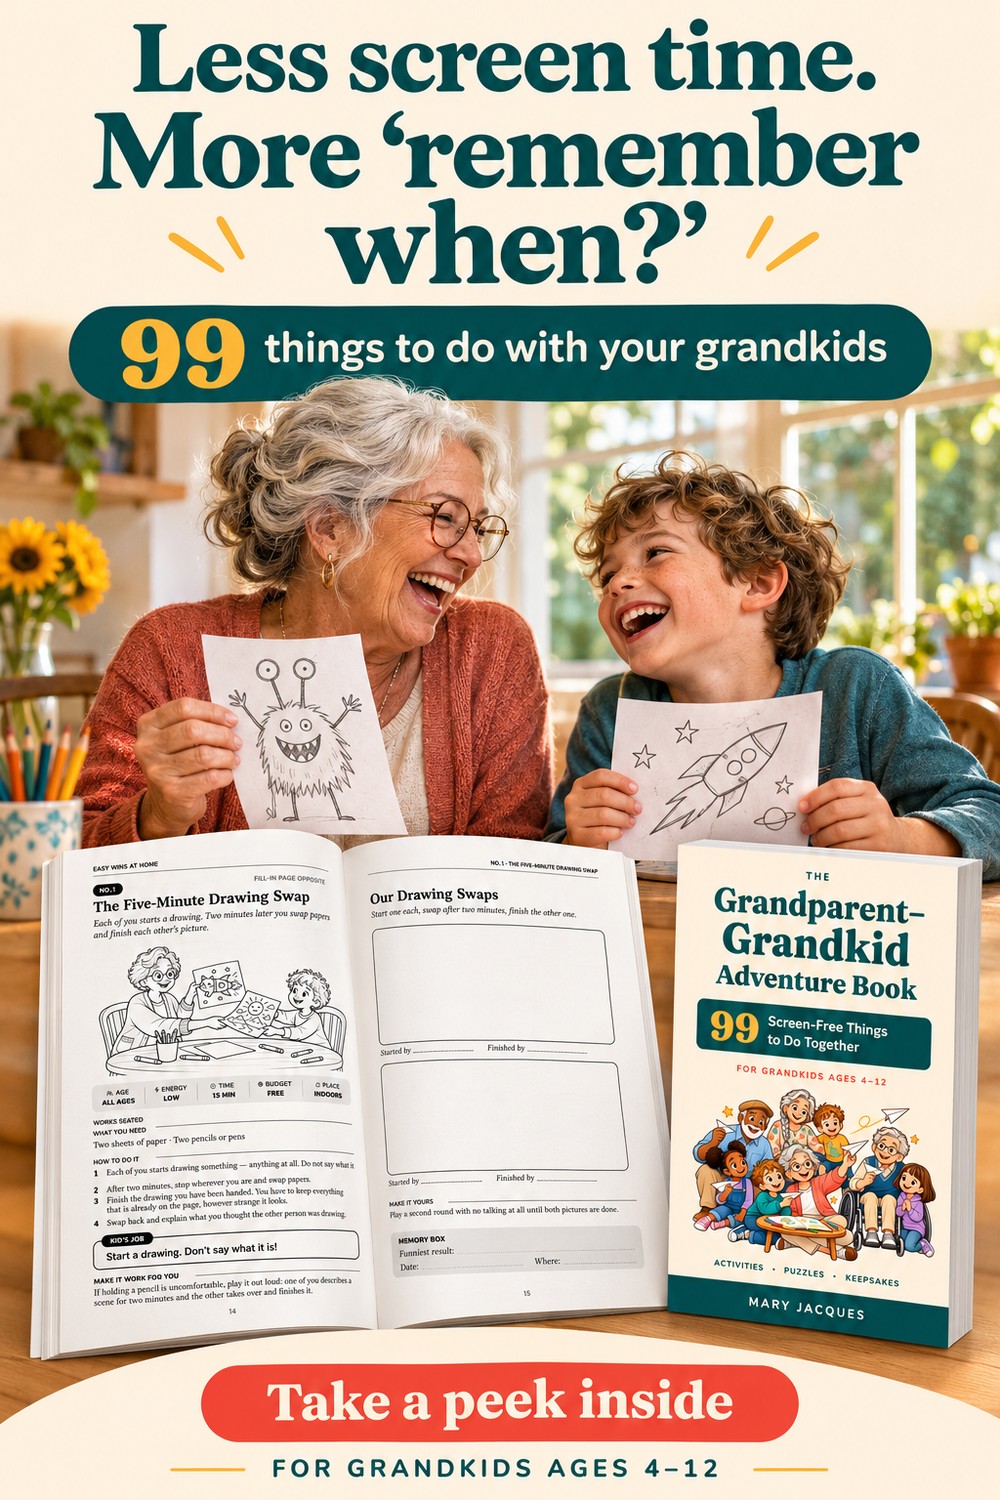 Less screen time.
More ‘remember
when?’
99 things to do with your grandkids
EASY WINS AT HOME
FILL-IN PAGE OPPOSITE
NO.1
The Five-Minute Drawing Swap
Each of you starts a drawing. Two minutes later you swap papers
and finish each other's picture.
AGE
ALL AGES
ENERGY
LOW
TIME
15 MIN
BUDGET
FREE
PLACE
INDOORS
WORKS SEATED
WHAT YOU NEED
Two sheets of paper · Two pencils or pens
HOW TO DO IT
1 Each of you starts drawing something — anything at all. Do not say what it
2 After two minutes, stop wherever you are and swap papers.
3 Finish the drawing you have been handed. You have to keep everything
that is already on the page, however strange it looks.
4 Swap back and explain what you thought the other person was drawing.
KID'S JOB
Start a drawing. Don't say what it is!
MAKE IT WORK FOR YOU
If holding a pencil is uncomfortable, play it out loud: one of you describes a
scene for two minutes and the other takes over and finishes it.
14
NO.1 - THE FIVE-MINUTE DRAWING SWAP
Our Drawing Swaps
Start one each, swap after two minutes, finish the other one.
Started by Finished by
Started by Finished by
MAKE IT YOURS
Play a second round with no talking at all until both pictures are done.
MEMORY BOX
Funniest result:
Date: Where:
15
THE
Grandparent–
Grandkid
Adventure Book
99 Screen-Free Things
to Do Together
FOR GRANDKIDS AGES 4–12
ACTIVITIES • PUZZLES • KEEPSAKES
MARY JACQUES
Take a peek inside
FOR GRANDKIDS AGES 4–12